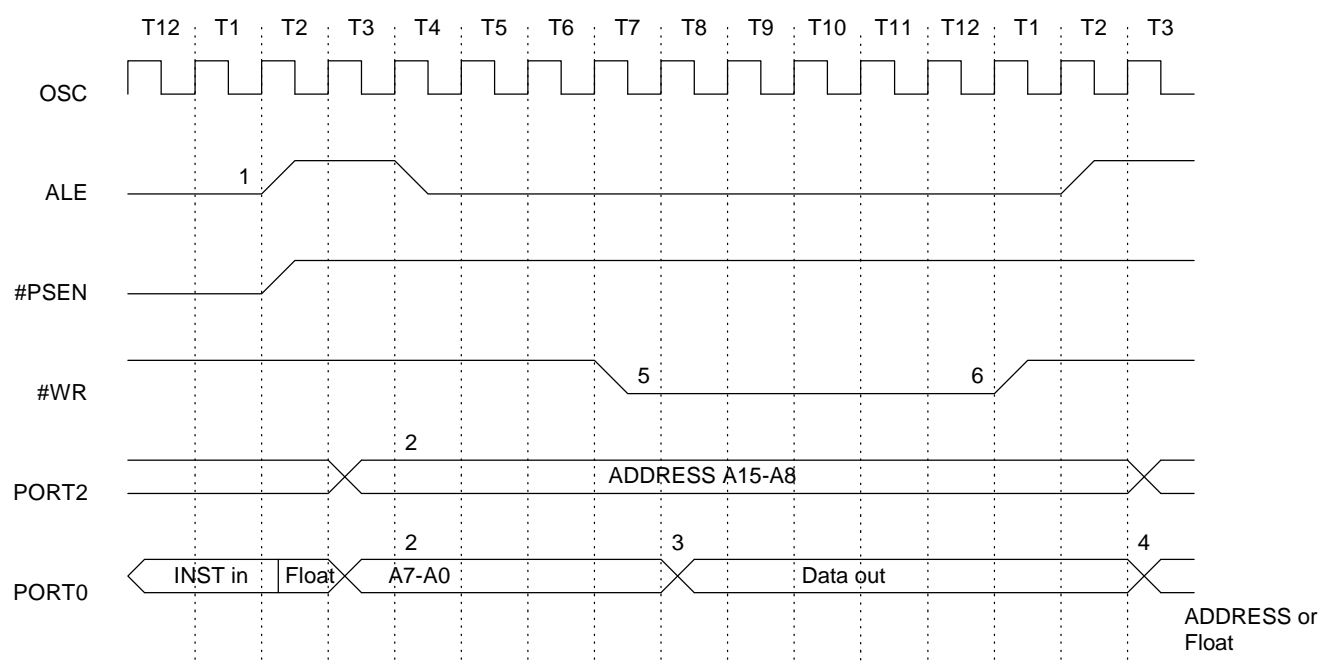 T12 T1 T2 T3 T4 T5 T6 T7 T8 T9 T10 T11 T12 T1 T2 T3
OSC
1
ALE
#PSEN
5 6
#WR
2
ADDRESS A15-A8
PORT2
2 3 4
INST in Float A7-A0 Data out
PORT0
ADDRESS or
Float